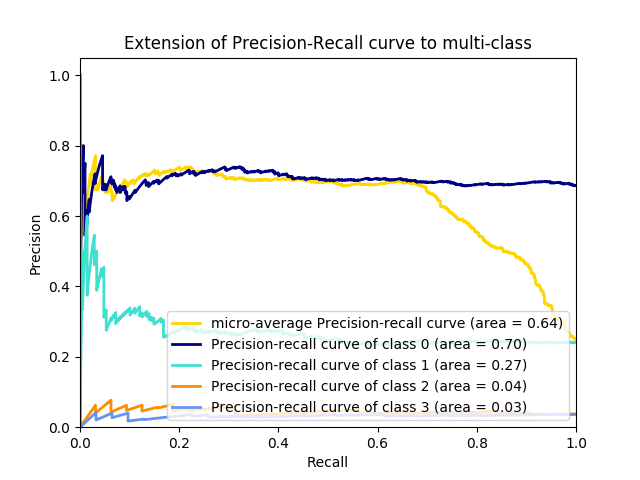 Extension of Precision-Recall curve to multi-class
1.0
0.8
0.6
0.4
0.2
0.0
Precision
micro-average Precision-recall curve (area = 0.64)
Precision-recall curve of class 0 (area = 0.70)
Precision-recall curve of class 1 (area = 0.27)
Precision-recall curve of class 2 (area = 0.04)
Precision-recall curve of class 3 (area = 0.03)
0.0 0.2 0.4 0.6 0.8 1.0
Recall